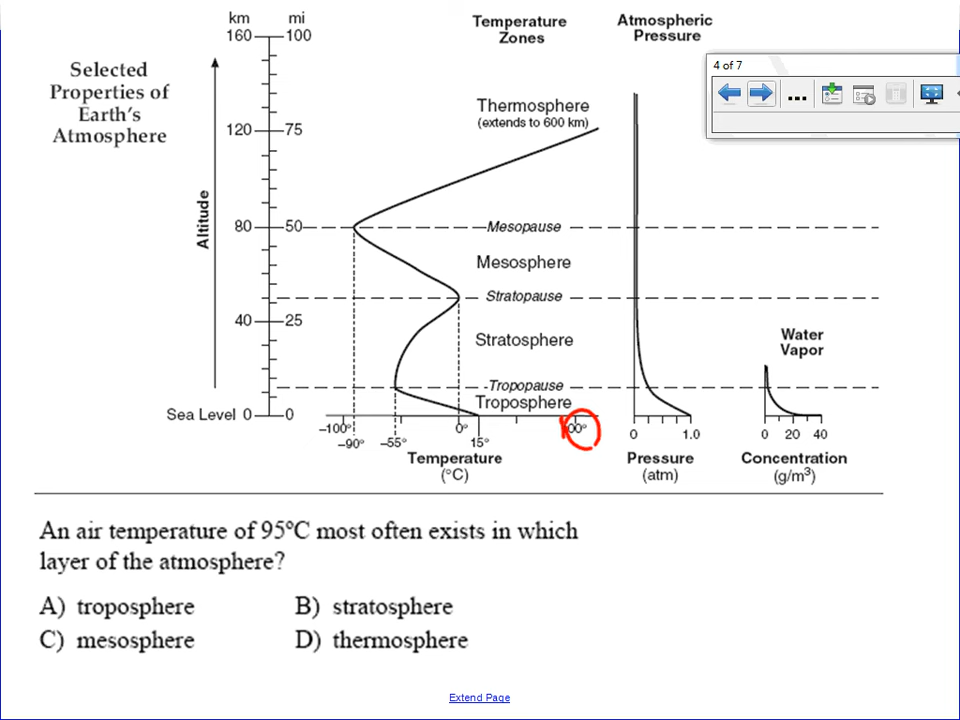 km mi
Temperature
Zones
Atmospheric
Pressure
160 100
4 of 7
Selected
Properties of
Earth's
Atmosphere
Thermosphere
(extends to 600 km)
120 75
Altitude
80 50
Mesopause
Mesosphere
Stratopause
40 25
Stratosphere
Water
Vapor
Tropopause
Troposphere
Sea Level 0 0
–100° 0°
–90° –55° 15°
0 1.0
0 20 40
Temperature
(°C)
Pressure
(atm)
Concentration
(g/m³)
An air temperature of 95°C most often exists in which
layer of the atmosphere?
A) troposphere B) stratosphere
C) mesosphere D) thermosphere
Extend Page